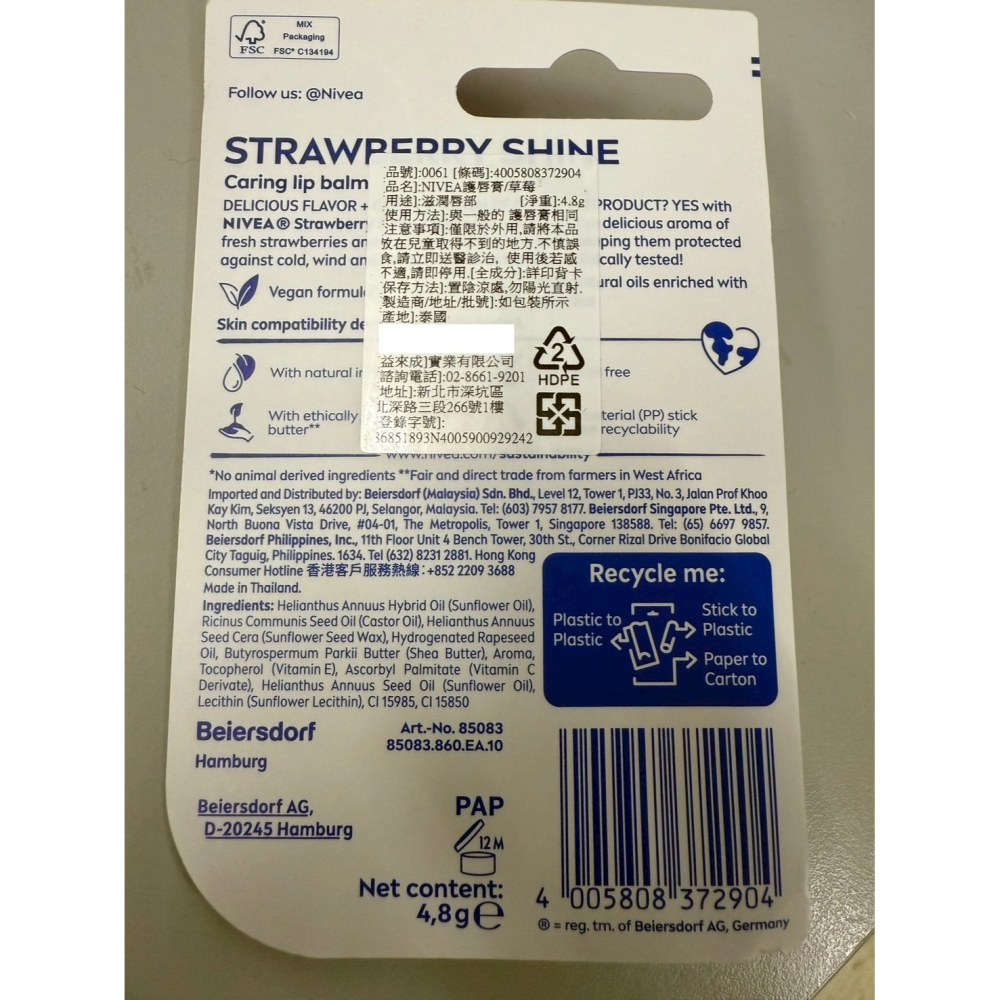 MIX
Packaging
FSC
FSC® C134194
Follow us: @Nivea
STRAWBERRY SHINE
Caring lip balm
DELICIOUS FLAVOR +
PRODUCT? YES with
NIVEA® Strawberry
delicious aroma of
fresh strawberries an
ping them protected
against cold, wind an
cally tested!
Vegan formul
ural oils enriched with
Skin compatibility de
With natural i
free
With ethically
butter**
terial (PP) stick
recyclability
品號]:0061 [條碼]:4005808372904
品名]:NIVEA護唇膏/草莓
用途]:滋潤唇部 [淨重]:4.8g
使用方法]:與一般的 護唇膏相同
注意事項]:僅限於外用,請將本品
放在兒童取得不到的地方.不慎誤
食,請立即送醫診治, 使用後若感
不適,請即停用.[全成分]:詳印背卡
保存方法]:置陰涼處,勿陽光直射.
製造商/地址/批號]:如包裝所示
產地]:泰國
益來成]實業有限公司
諮詢電話]:02-8661-9201
地址]:新北市深坑區
北深路三段266號1樓
登錄字號]:
36851893N4005900929242
2
HDPE
www.nivea.com/sustainability
*No animal derived ingredients **Fair and direct trade from farmers in West Africa
Imported and Distributed by: Beiersdorf (Malaysia) Sdn. Bhd., Level 12, Tower 1, PJ33, No. 3, Jalan Prof Khoo
Kay Kim, Seksyen 13, 46200 PJ, Selangor, Malaysia. Tel: (603) 7957 8177. Beiersdorf Singapore Pte. Ltd., 9,
North Buona Vista Drive, #04-01, The Metropolis, Tower 1, Singapore 138588. Tel: (65) 6697 9857.
Beiersdorf Philippines, Inc., 11th Floor Unit 4 Bench Tower, 30th St., Corner Rizal Drive Bonifacio Global
City Taguig, Philippines. 1634. Tel (632) 8231 2881. Hong Kong
Consumer Hotline 香港客戶服務熱線:+852 2209 3688
Made in Thailand.
Ingredients: Helianthus Annuus Hybrid Oil (Sunflower Oil),
Ricinus Communis Seed Oil (Castor Oil), Helianthus Annuus
Seed Cera (Sunflower Seed Wax), Hydrogenated Rapeseed
Oil, Butyrospermum Parkii Butter (Shea Butter), Aroma,
Tocopherol (Vitamin E), Ascorbyl Palmitate (Vitamin C
Derivate), Helianthus Annuus Seed Oil (Sunflower Oil),
Lecithin (Sunflower Lecithin), CI 15985, CI 15850
Recycle me:
Plastic to
Plastic
Stick to
Plastic
Paper to
Carton
Beiersdorf
Hamburg
Art.-No. 85083
85083.860.EA.10
Beiersdorf AG,
D-20245 Hamburg
PAP
12 M
Net content:
4,8g ℮
4 005808 372904
® = reg. tm. of Beiersdorf AG, Germany